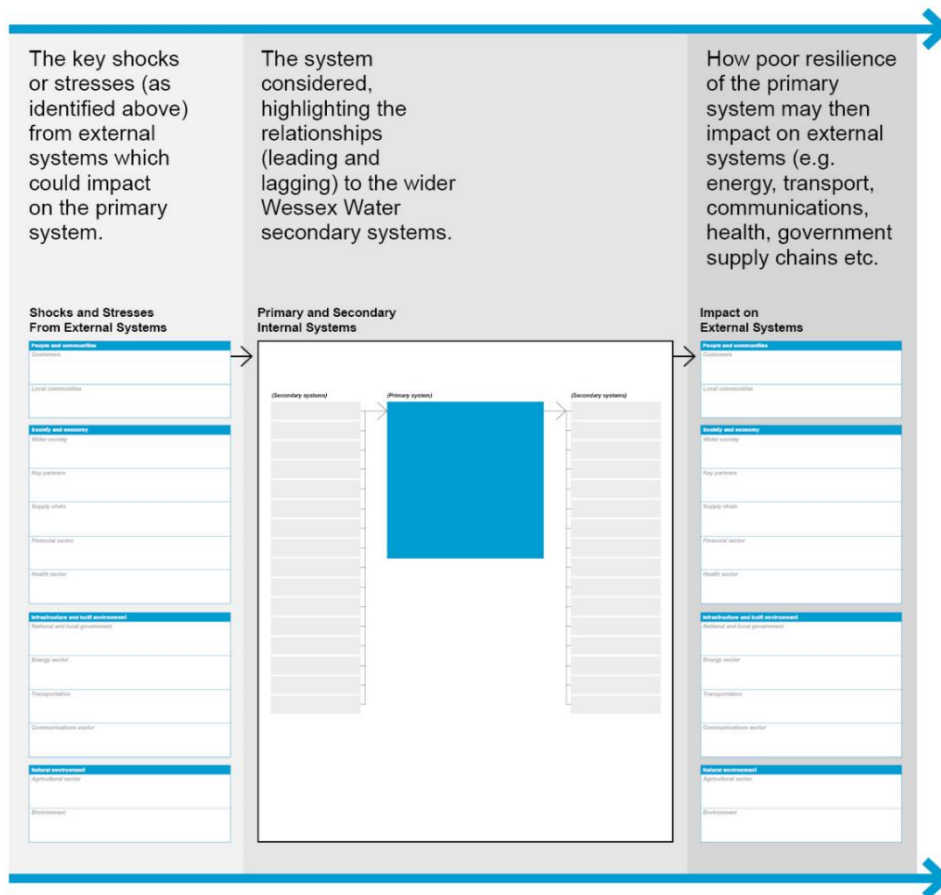 The key shocks
or stresses (as
identified above)
from external
systems which
could impact
on the primary
system.
The system
considered,
highlighting the
relationships
(leading and
lagging) to the wider
Wessex Water
secondary systems.
How poor resilience
of the primary
system may then
impact on external
systems (e.g.
energy, transport,
communications,
health, government
supply chains etc.
Shocks and Stresses
From External Systems
People and communities
Customers
Local communities
Society and economy
Wider society
Key partners
Supply chain
Financial sector
Health sector
Infrastructure and built environment
National and local government
Energy sector
Transportation
Communications sector
Natural environment
Agricultural sector
Environment
Primary and Secondary
Internal Systems
(Secondary systems)
(Primary system)
(Secondary systems)
Impact on
External Systems
People and communities
Customers
Local communities
Society and economy
Wider society
Key partners
Supply chain
Financial sector
Health sector
Infrastructure and built environment
National and local government
Energy sector
Transportation
Communications sector
Natural environment
Agricultural sector
Environment